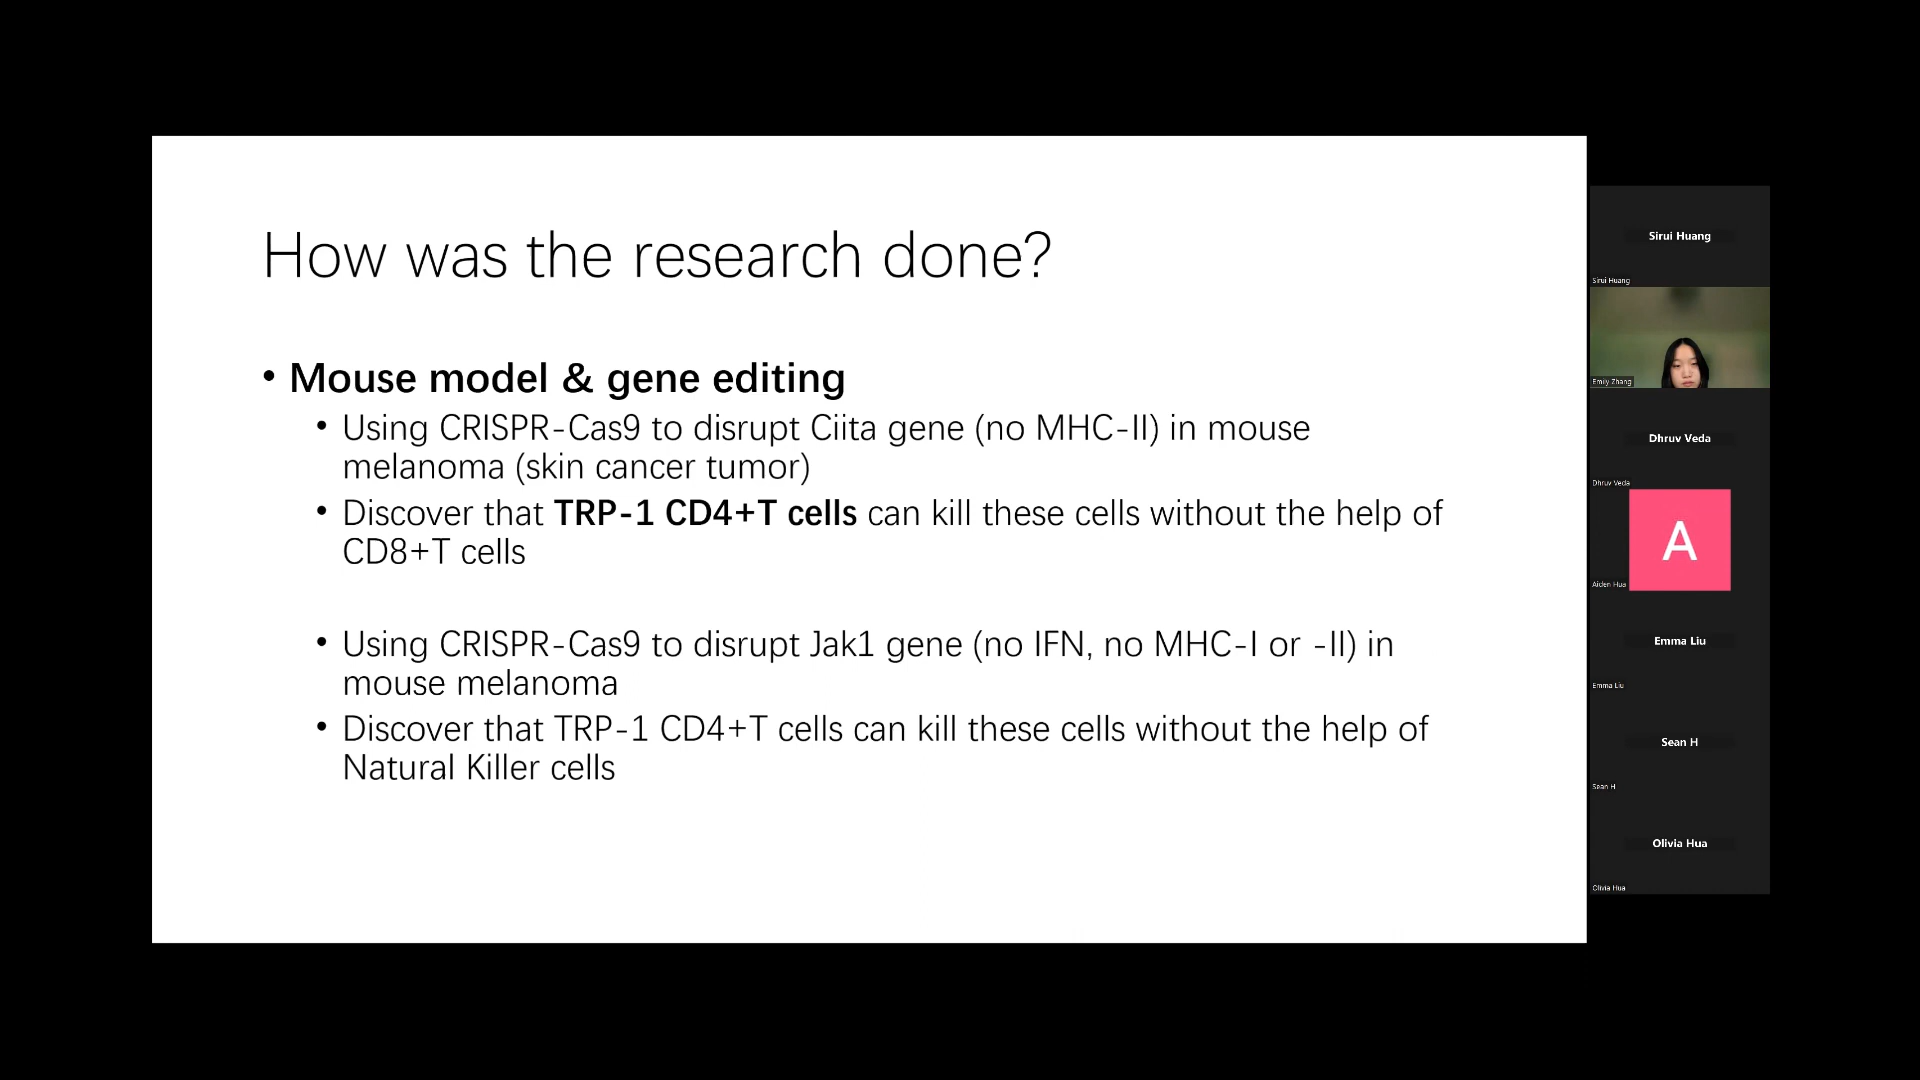 How was the research done?
• Mouse model & gene editing
• Using CRISPR-Cas9 to disrupt Ciita gene (no MHC-II) in mouse
melanoma (skin cancer tumor)
• Discover that TRP-1 CD4+T cells can kill these cells without the help of
CD8+T cells
• Using CRISPR-Cas9 to disrupt Jak1 gene (no IFN, no MHC-I or -II) in
mouse melanoma
• Discover that TRP-1 CD4+T cells can kill these cells without the help of
Natural Killer cells
Sirui Huang
Sirui Huang
Emily Zhang
Dhruv Veda
Dhruv Veda
A
Aiden Hua
Emma Liu
Emma Liu
Sean H
Sean H
Olivia Hua
Olivia Hua